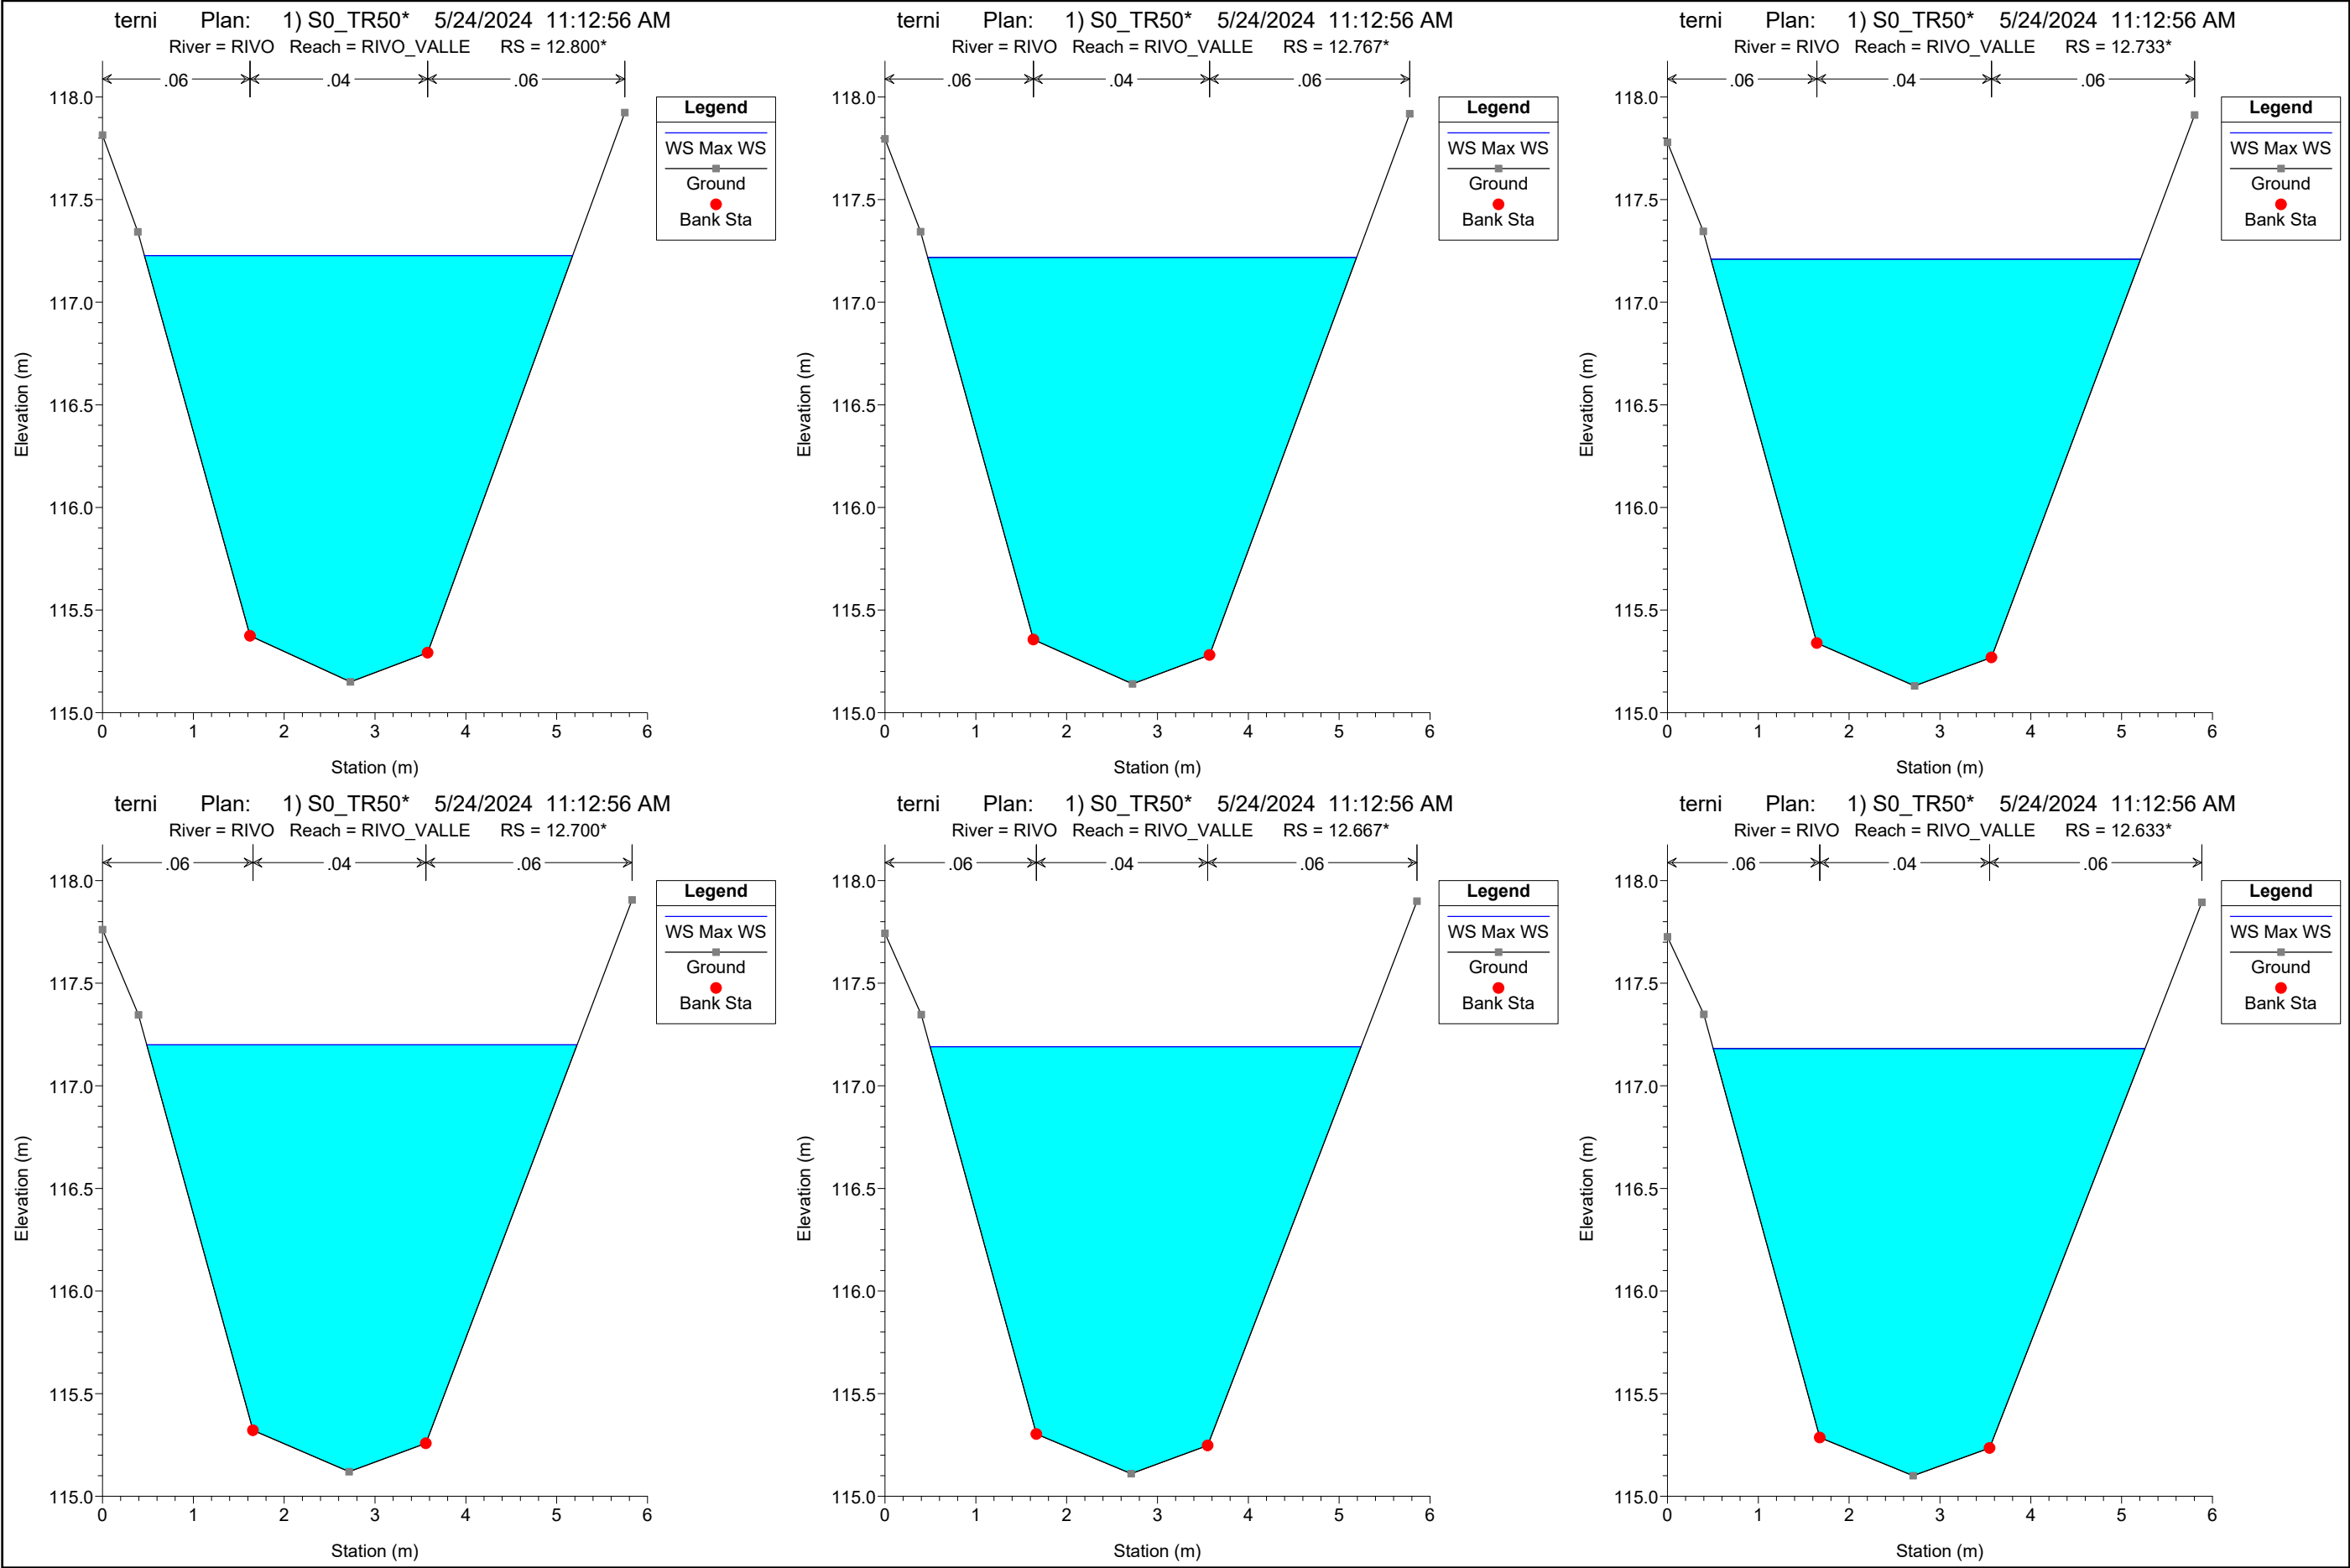 terni Plan: 1) S0_TR50* 5/24/2024 11:12:56 AM
River = RIVO Reach = RIVO_VALLE RS = 12.800*
.06 .04 .06
118.0
117.5
117.0
116.5
116.0
115.5
115.0
0 1 2 3 4 5 6
Station (m)
Elevation (m)
Legend
WS Max WS
Ground
Bank Sta
terni Plan: 1) S0_TR50* 5/24/2024 11:12:56 AM
River = RIVO Reach = RIVO_VALLE RS = 12.767*
.06 .04 .06
118.0
117.5
117.0
116.5
116.0
115.5
115.0
0 1 2 3 4 5 6
Station (m)
Elevation (m)
Legend
WS Max WS
Ground
Bank Sta
terni Plan: 1) S0_TR50* 5/24/2024 11:12:56 AM
River = RIVO Reach = RIVO_VALLE RS = 12.733*
.06 .04 .06
118.0
117.5
117.0
116.5
116.0
115.5
115.0
0 1 2 3 4 5 6
Station (m)
Elevation (m)
Legend
WS Max WS
Ground
Bank Sta
terni Plan: 1) S0_TR50* 5/24/2024 11:12:56 AM
River = RIVO Reach = RIVO_VALLE RS = 12.700*
.06 .04 .06
118.0
117.5
117.0
116.5
116.0
115.5
115.0
0 1 2 3 4 5 6
Station (m)
Elevation (m)
Legend
WS Max WS
Ground
Bank Sta
terni Plan: 1) S0_TR50* 5/24/2024 11:12:56 AM
River = RIVO Reach = RIVO_VALLE RS = 12.667*
.06 .04 .06
118.0
117.5
117.0
116.5
116.0
115.5
115.0
0 1 2 3 4 5 6
Station (m)
Elevation (m)
Legend
WS Max WS
Ground
Bank Sta
terni Plan: 1) S0_TR50* 5/24/2024 11:12:56 AM
River = RIVO Reach = RIVO_VALLE RS = 12.633*
.06 .04 .06
118.0
117.5
117.0
116.5
116.0
115.5
115.0
0 1 2 3 4 5 6
Station (m)
Elevation (m)
Legend
WS Max WS
Ground
Bank Sta